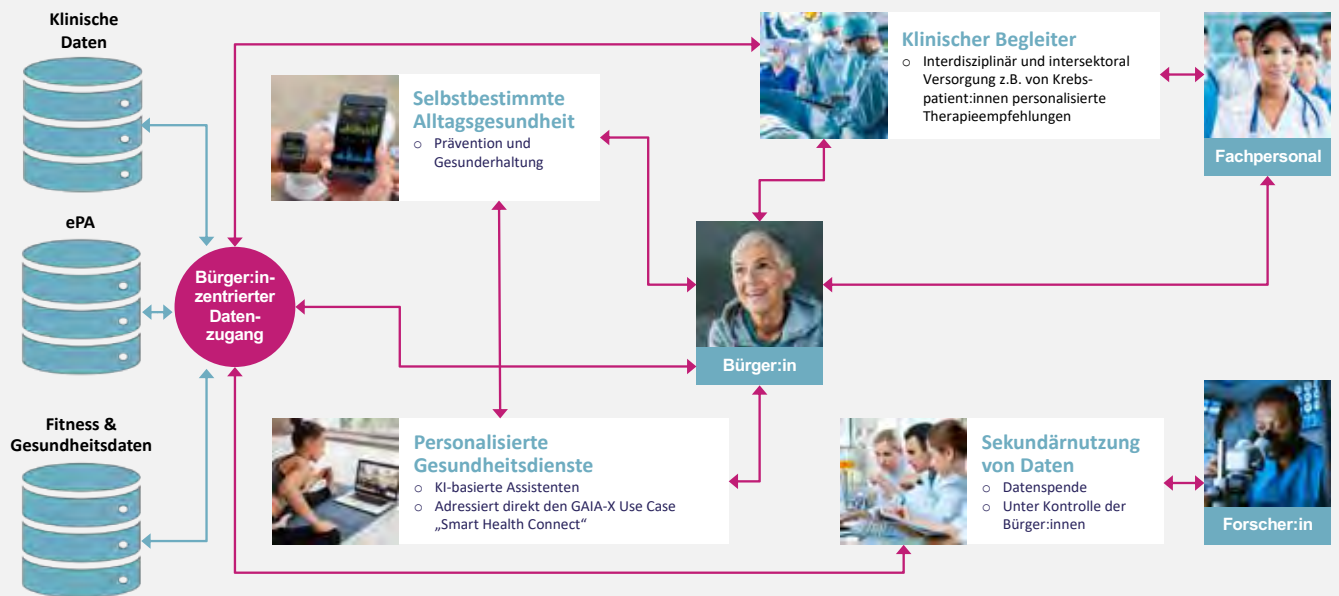 Klinische
Daten
ePA
Fitness &
Gesundheitsdaten
Bürger:in-
zentrierter
Daten-
zugang
Selbstbestimmte
Alltagsgesundheit
○ Prävention und
Gesunderhaltung
Personalisierte
Gesundheitsdienste
○ KI-basierte Assistenten
○ Adressiert direkt den GAIA-X Use Case
„Smart Health Connect“
Bürger:in
Klinischer Begleiter
○ Interdisziplinär und intersektoral
Versorgung z.B. von Krebs-
patient:innen personalisierte
Therapieempfehlungen
Fachpersonal
Sekundärnutzung
von Daten
○ Datenspende
○ Unter Kontrolle der
Bürger:innen
Forscher:in